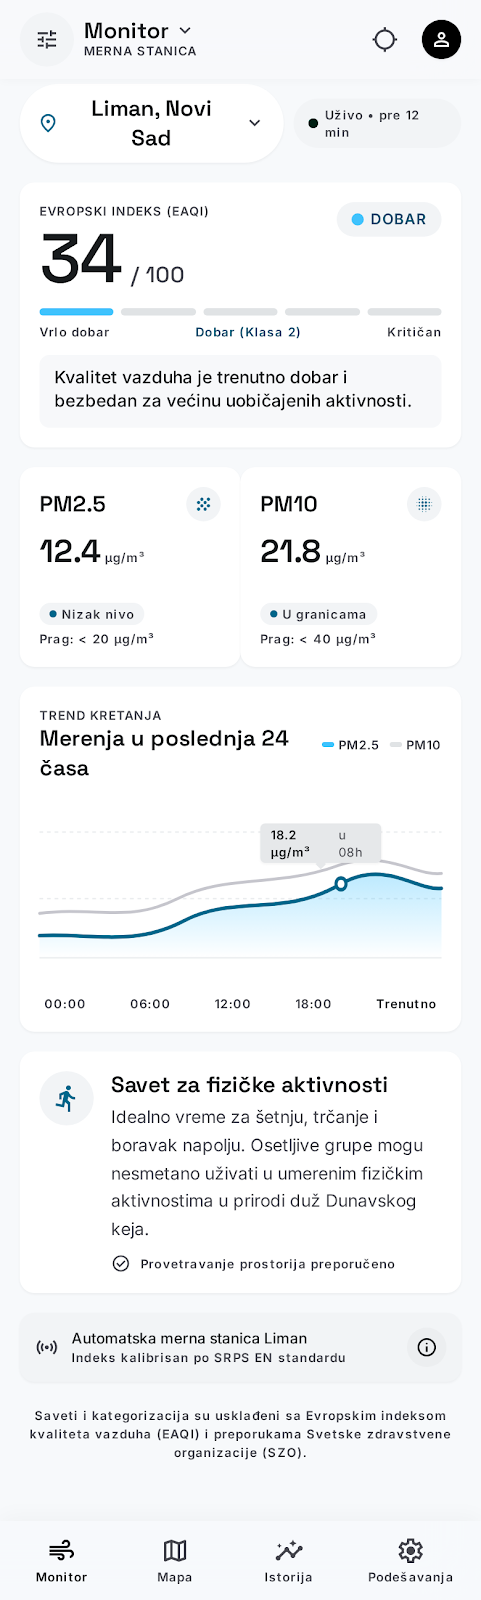 Monitor
MERNA STANICA
Liman, Novi
Sad
Uživo • pre 12
min
EVROPSKI INDEKS (EAQI)
DOBAR
34 / 100
Vrlo dobar
Dobar (Klasa 2)
Kritičan
Kvalitet vazduha je trenutno dobar i
bezbedan za većinu uobičajenih aktivnosti.
PM2.5
12.4 µg/m³
Nizak nivo
Prag: < 20 µg/m³
PM10
21.8 µg/m³
U granicama
Prag: < 40 µg/m³
TREND KRETANJA
Merenja u poslednja 24
časa
PM2.5
PM10
18.2
µg/m³
u
08h
00:00
06:00
12:00
18:00
Trenutno
Savet za fizičke aktivnosti
Idealno vreme za šetnju, trčanje i
boravak napolju. Osetljive grupe mogu
nesmetano uživati u umerenim fizičkim
aktivnostima u prirodi duž Dunavskog
keja.
Provetravanje prostorija preporučeno
Automatska merna stanica Liman
Indeks kalibrisan po SRPS EN standardu
Saveti i kategorizacija su usklađeni sa Evropskim indeksom
kvaliteta vazduha (EAQI) i preporukama Svetske zdravstvene
organizacije (SZO).
Monitor
Mapa
Istorija
Podešavanja